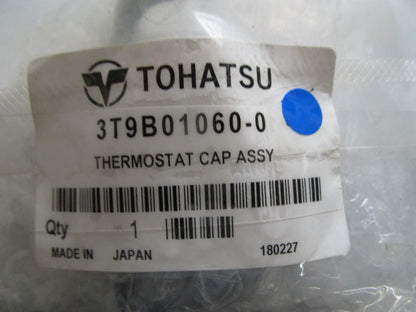 TOHATSU
3T9B01060-0
THERMOSTAT CAP ASSY
Qty 1
MADE IN JAPAN 180227